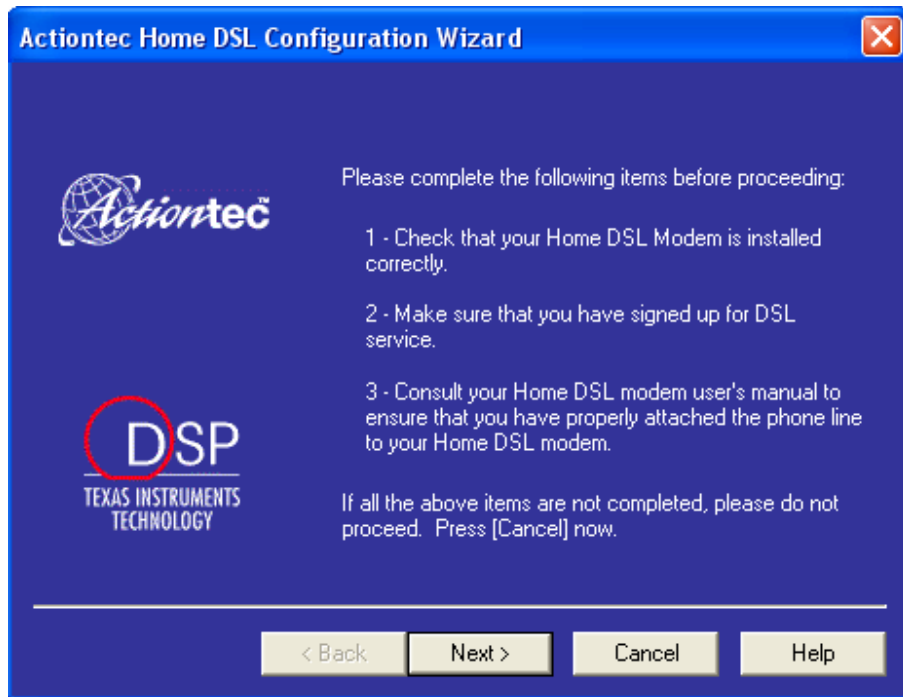 Actiontec Home DSL Configuration Wizard
Actiontec™
Please complete the following items before proceeding:
1 - Check that your Home DSL Modem is installed
correctly.
2 - Make sure that you have signed up for DSL
service.
3 - Consult your Home DSL modem user's manual to
ensure that you have properly attached the phone line
to your Home DSL modem.
DSP
TEXAS INSTRUMENTS
TECHNOLOGY
If all the above items are not completed, please do not
proceed.  Press [Cancel] now.
< Back
Next >
Cancel
Help